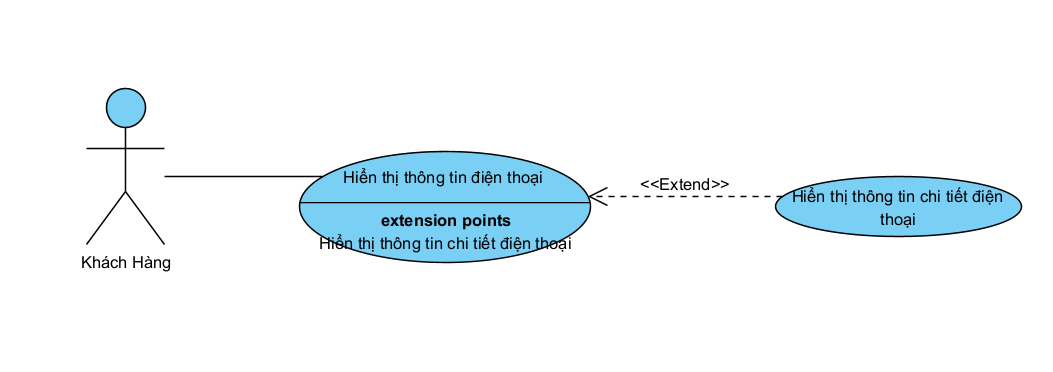 Hiển thị thông tin điện thoại
<<Extend>>
Hiển thị thông tin chi tiết điện
thoại
extension points
Hiển thị thông tin chi tiết điện thoại
Khách Hàng